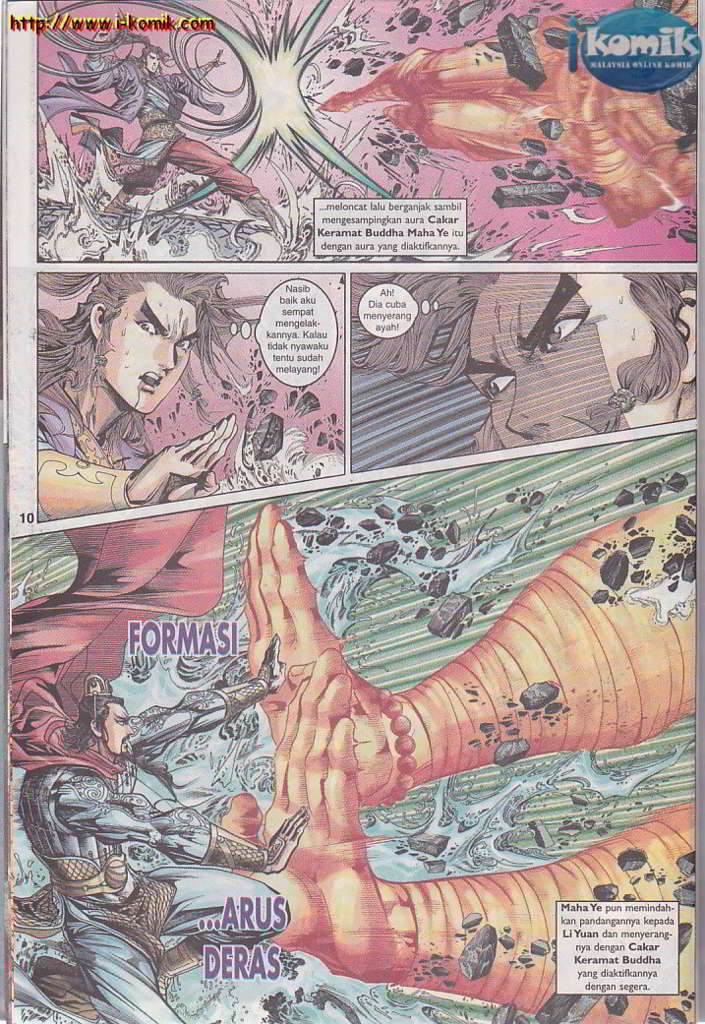 http://www.i-komik.com
ikomik
MALAYSIA ONLINE KOMIK
...meloncat lalu berganjak sambil
mengesampingkan aura Cakar
Keramat Buddha Maha Ye itu
dengan aura yang diaktifkannya.
Nasib
baik aku
sempat
mengelak-
kannya. Kalau
tidak nyawaku
tentu sudah
melayang!
Ah!
Dia cuba
menyerang
ayah!
10
FORMASI
...ARUS
DERAS
Maha Ye pun memindah-
kan pandangannya kepada
Li Yuan dan menyerang-
nya dengan Cakar
Keramat Buddha
yang diaktifkannya
dengan segera.